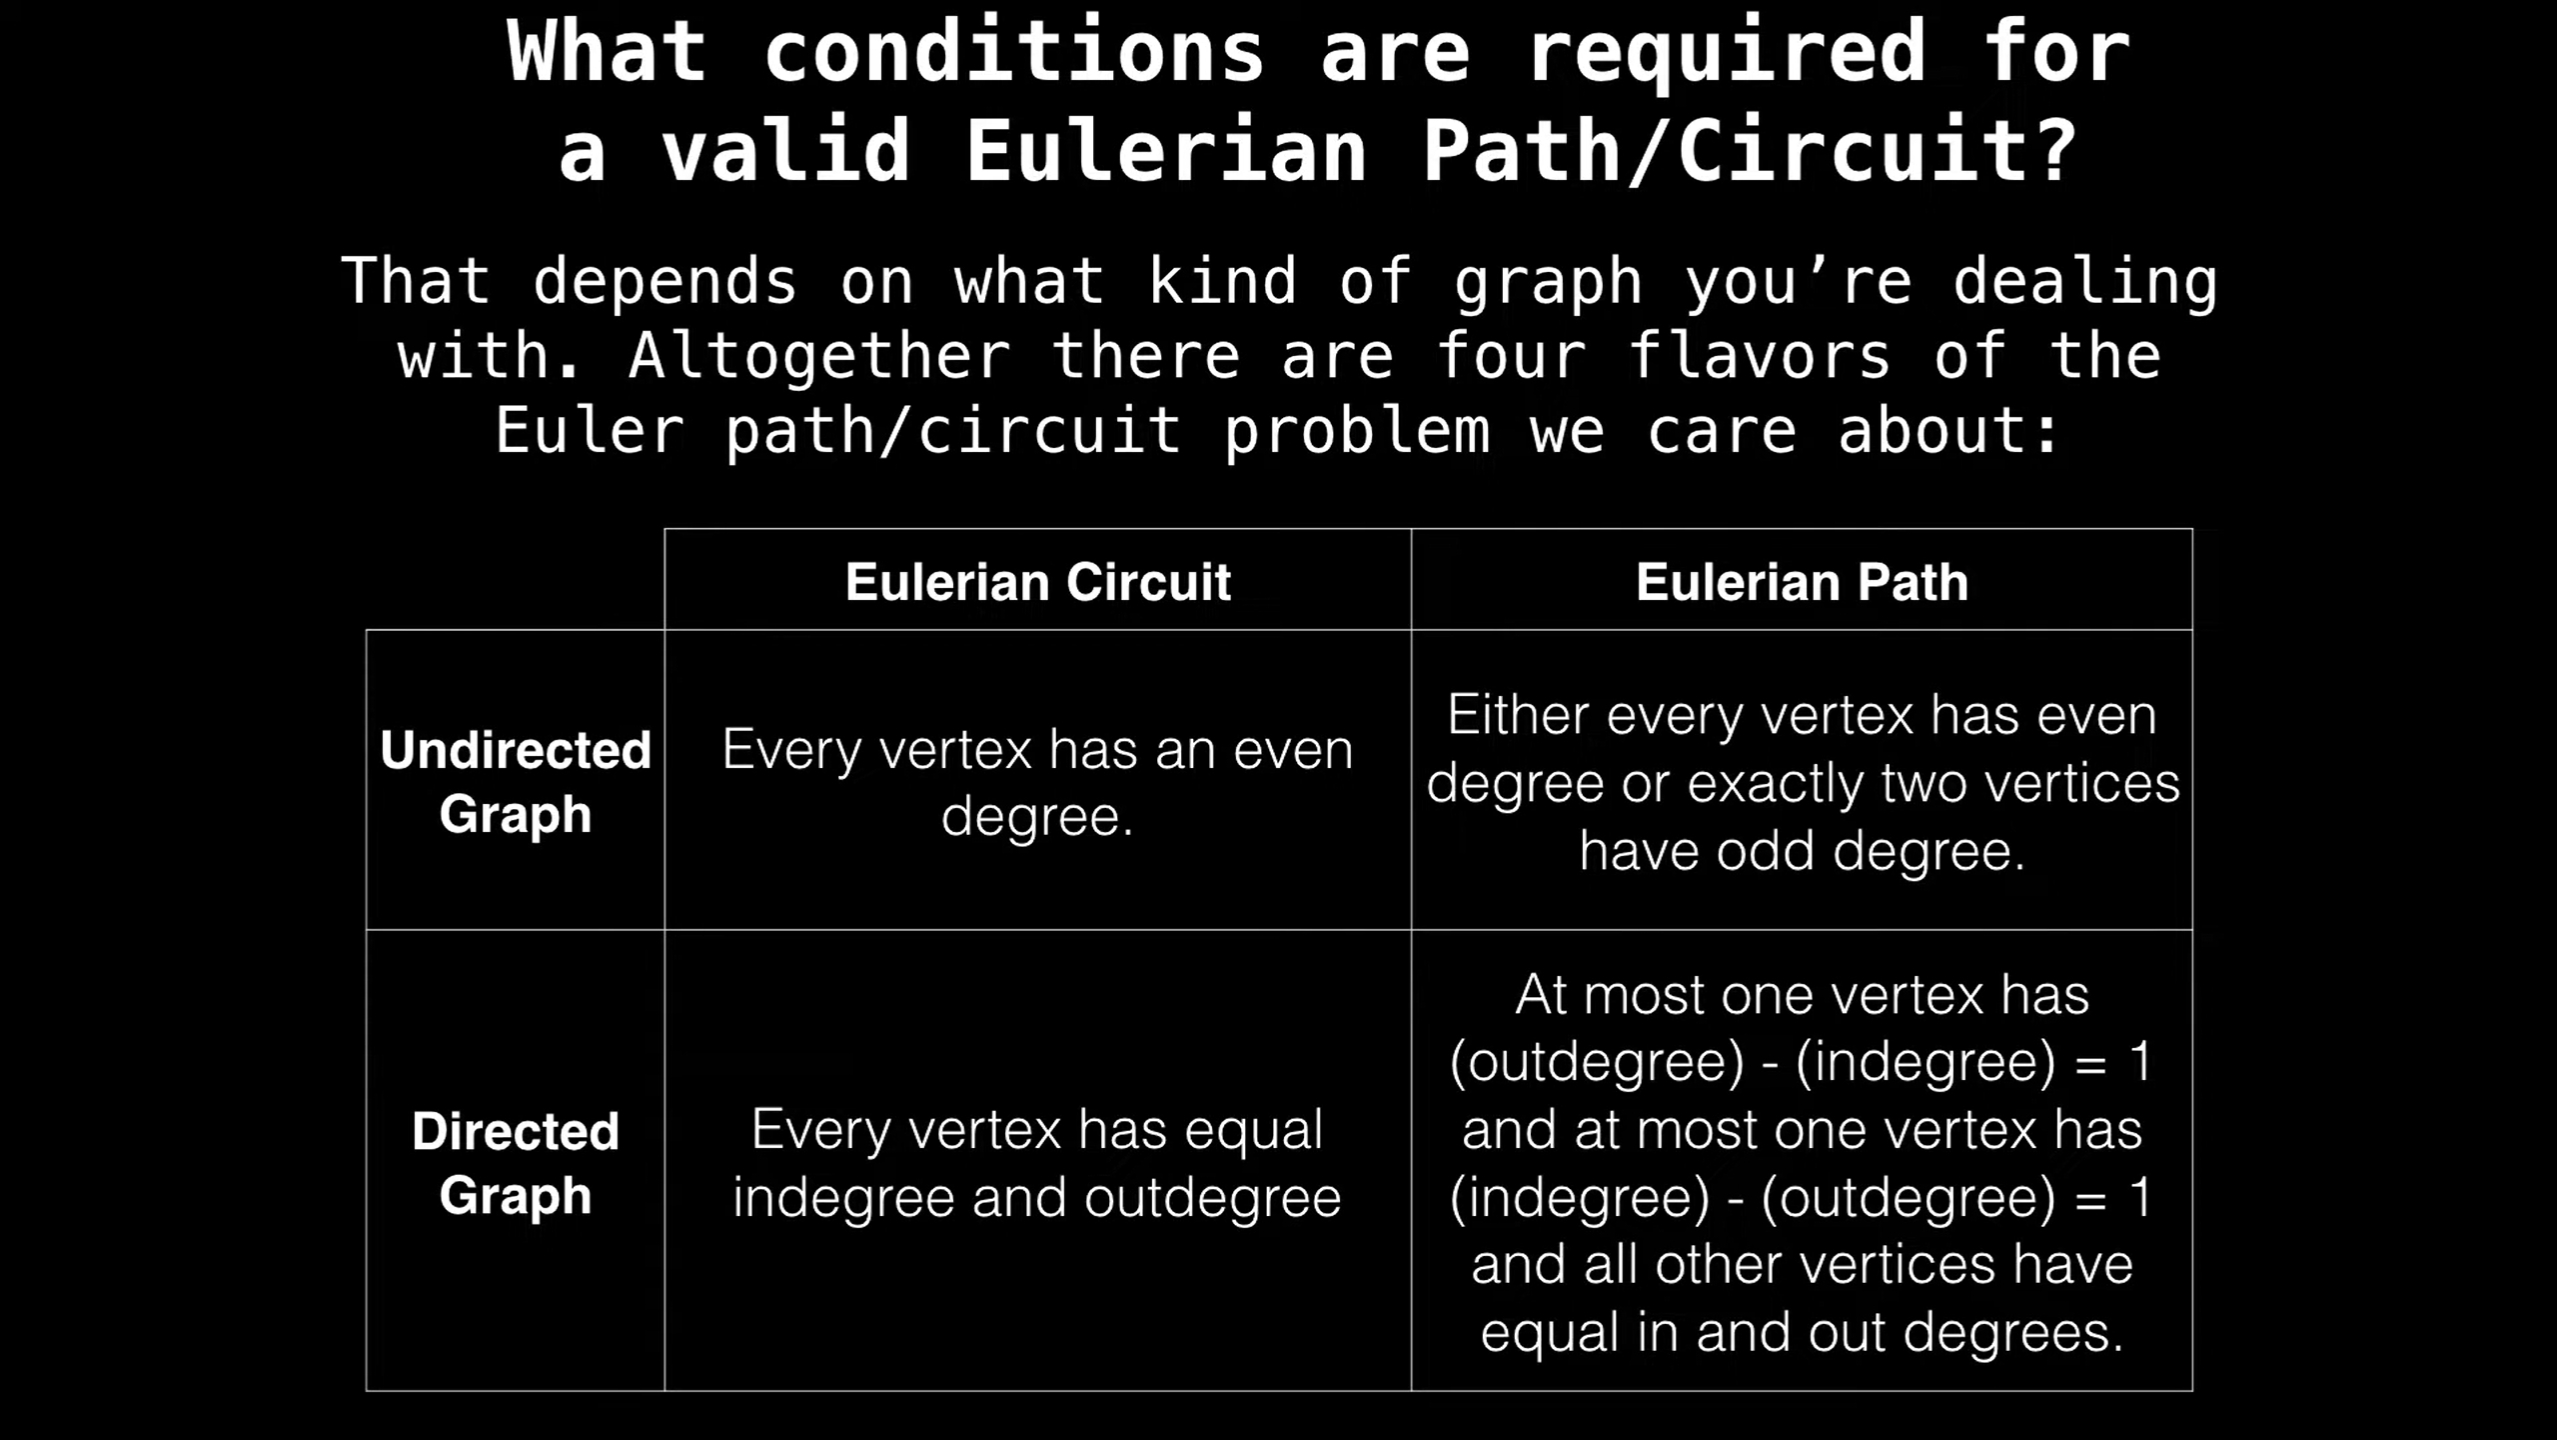 What conditions are required for
a valid Eulerian Path/Circuit?
That depends on what kind of graph you’re dealing
with. Altogether there are four flavors of the
Euler path/circuit problem we care about:
Eulerian Circuit
Eulerian Path
Undirected
Graph
Every vertex has an even
degree.
Either every vertex has even
degree or exactly two vertices
have odd degree.
Directed
Graph
Every vertex has equal
indegree and outdegree
At most one vertex has
(outdegree) - (indegree) = 1
and at most one vertex has
(indegree) - (outdegree) = 1
and all other vertices have
equal in and out degrees.